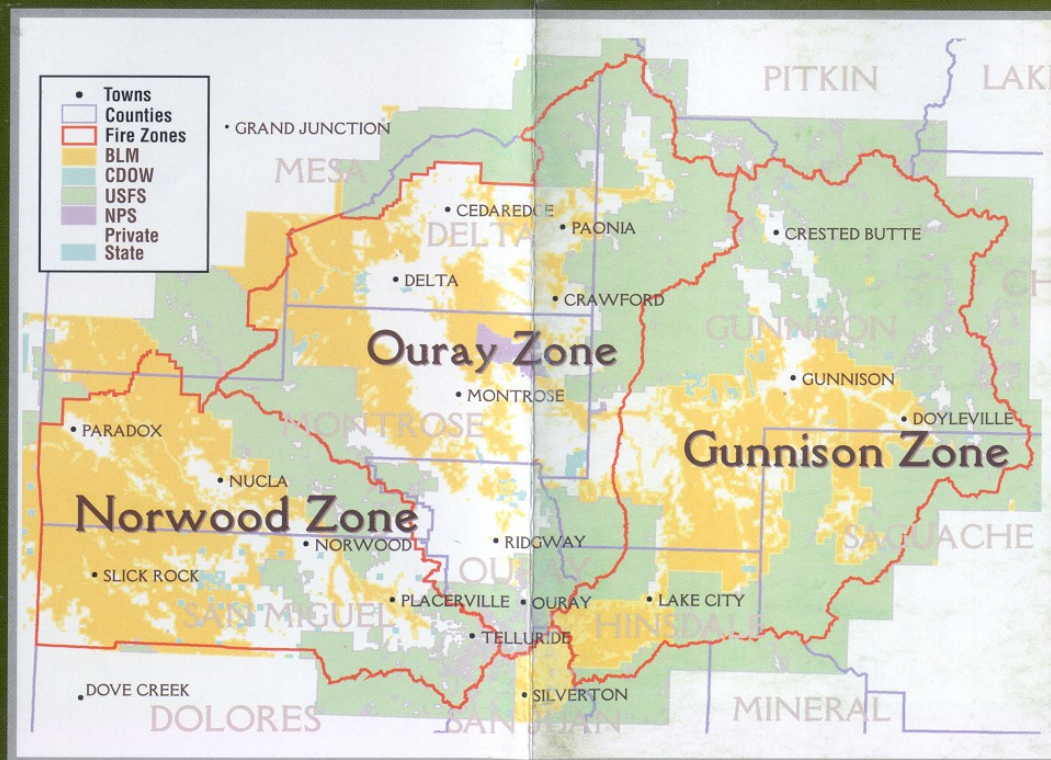 Towns
Counties
Fire Zones
BLM
CDOW
USFS
NPS
Private
State
PITKIN
GRAND JUNCTION
MESA
CEDAREDGE
PAONIA
CRESTED BUTTE
DELTA
DELTA
CRAWFORD
GUNNISON
Ouray Zone
GUNNISON
MONTROSE
DOYLEVILLE
PARADOX
MONTROSE
Gunnison Zone
NUCLA
Norwood Zone
NORWOOD
RIDGWAY
SAGUACHE
OURAY
SLICK ROCK
PLACERVILLE
OURAY
LAKE CITY
SAN MIGUEL
HINSDALE
TELLURIDE
DOVE CREEK
SILVERTON
DOLORES
SAN JUAN
MINERAL